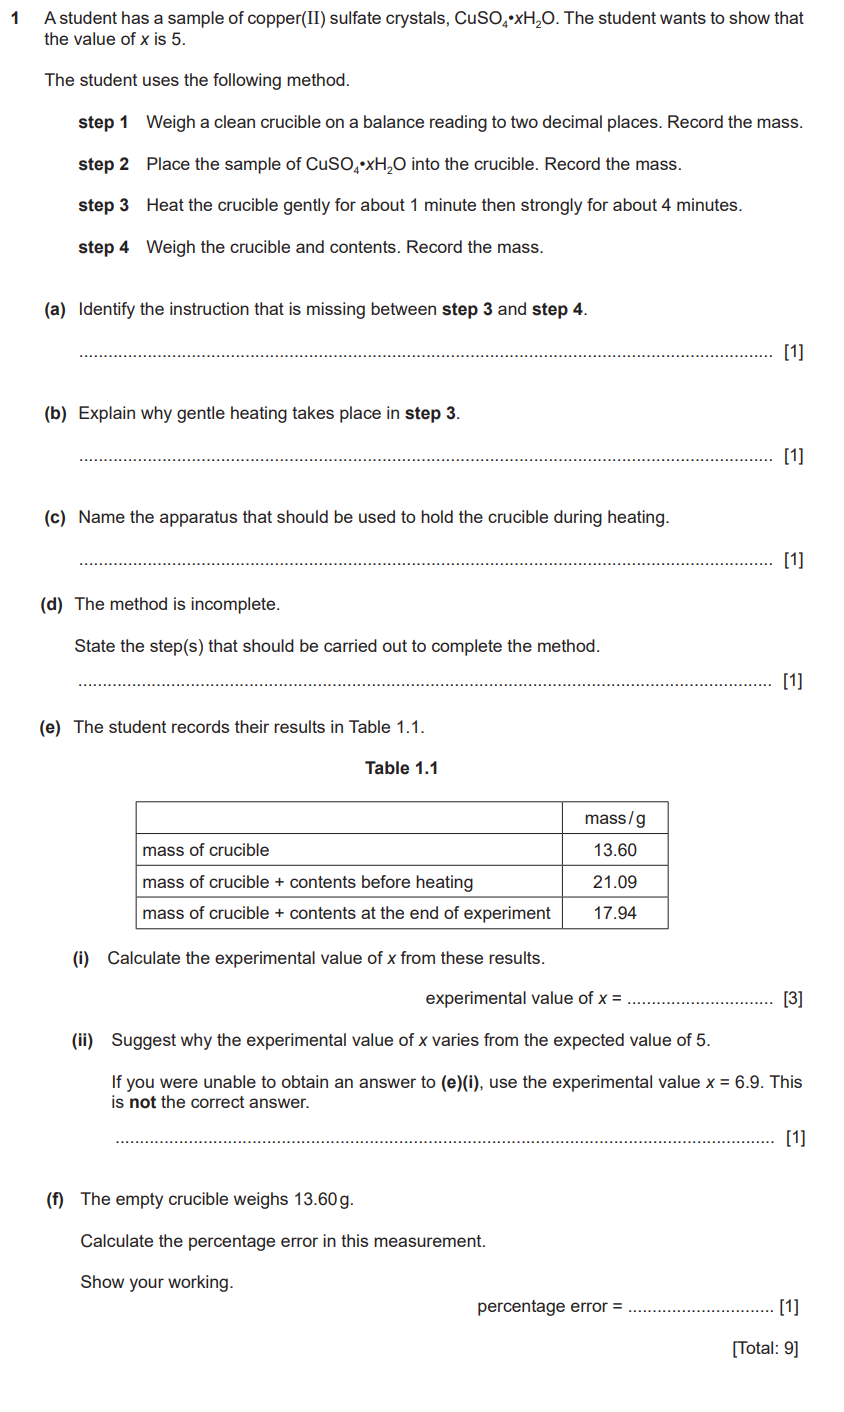 1 A student has a sample of copper(II) sulfate crystals, CuSO₄•xH₂O. The student wants to show that
the value of x is 5.
The student uses the following method.
step 1 Weigh a clean crucible on a balance reading to two decimal places. Record the mass.
step 2 Place the sample of CuSO₄•xH₂O into the crucible. Record the mass.
step 3 Heat the crucible gently for about 1 minute then strongly for about 4 minutes.
step 4 Weigh the crucible and contents. Record the mass.
(a) Identify the instruction that is missing between step 3 and step 4.
[1]
(b) Explain why gentle heating takes place in step 3.
[1]
(c) Name the apparatus that should be used to hold the crucible during heating.
[1]
(d) The method is incomplete.
State the step(s) that should be carried out to complete the method.
[1]
(e) The student records their results in Table 1.1.
Table 1.1
mass/g
mass of crucible 13.60
mass of crucible + contents before heating 21.09
mass of crucible + contents at the end of experiment 17.94
(i) Calculate the experimental value of x from these results.
experimental value of x = .............................. [3]
(ii) Suggest why the experimental value of x varies from the expected value of 5.
If you were unable to obtain an answer to (e)(i), use the experimental value x = 6.9. This
is not the correct answer.
[1]
(f) The empty crucible weighs 13.60g.
Calculate the percentage error in this measurement.
Show your working.
percentage error = .............................. [1]
[Total: 9]